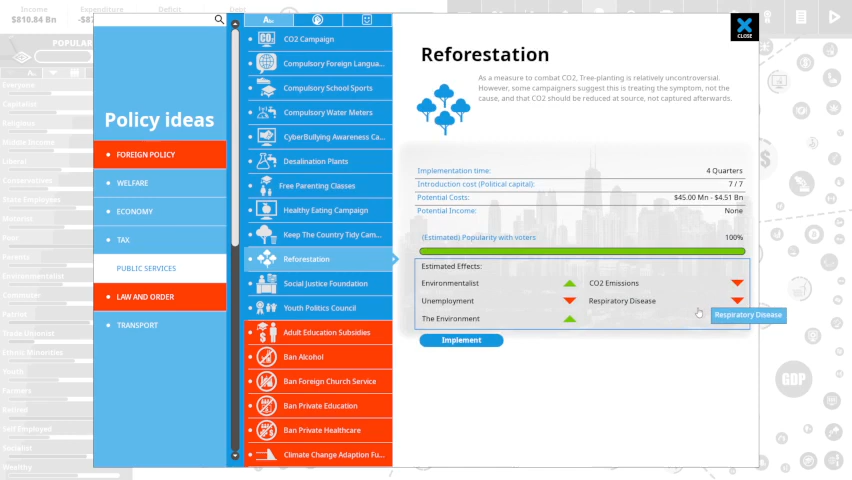 Income
Expenditure
Deficit
Debt
$810.84 Bn
POPULAR
Everyone
Capitalist
Religious
Middle Income
Liberal
Conservatives
State Employees
Motorist
Poor
Parents
Environmentalist
Commuter
Patriot
Trade Unionist
Ethnic Minorities
Youth
Farmers
Retired
Self Employed
Socialist
Wealthy
Policy ideas
FOREIGN POLICY
WELFARE
ECONOMY
TAX
PUBLIC SERVICES
LAW AND ORDER
TRANSPORT
CO2 Campaign
Compulsory Foreign Langua...
Compulsory School Sports
Compulsory Water Meters
CyberBullying Awareness Ca...
Desalination Plants
Free Parenting Classes
Healthy Eating Campaign
Keep The Country Tidy Cam...
Reforestation
Social Justice Foundation
Youth Politics Council
Adult Education Subsidies
Ban Alcohol
Ban Foreign Church Service
Ban Private Education
Ban Private Healthcare
Climate Change Adaption Fu...
CLOSE
Reforestation
As a measure to combat CO2, Tree-planting is relatively uncontroversial.
However, some campaigners suggest this is treating the symptom, not the
cause, and that CO2 should be reduced at source, not captured afterwards.
Implementation time: 4 Quarters
Introduction cost (Political capital): 7 / 7
Potential Costs: $45.00 Mn - $4.51 Bn
Potential Income: None
(Estimated) Popularity with voters 100%
Estimated Effects:
Environmentalist CO2 Emissions
Unemployment Respiratory Disease
The Environment
Respiratory Disease
Implement
GDP